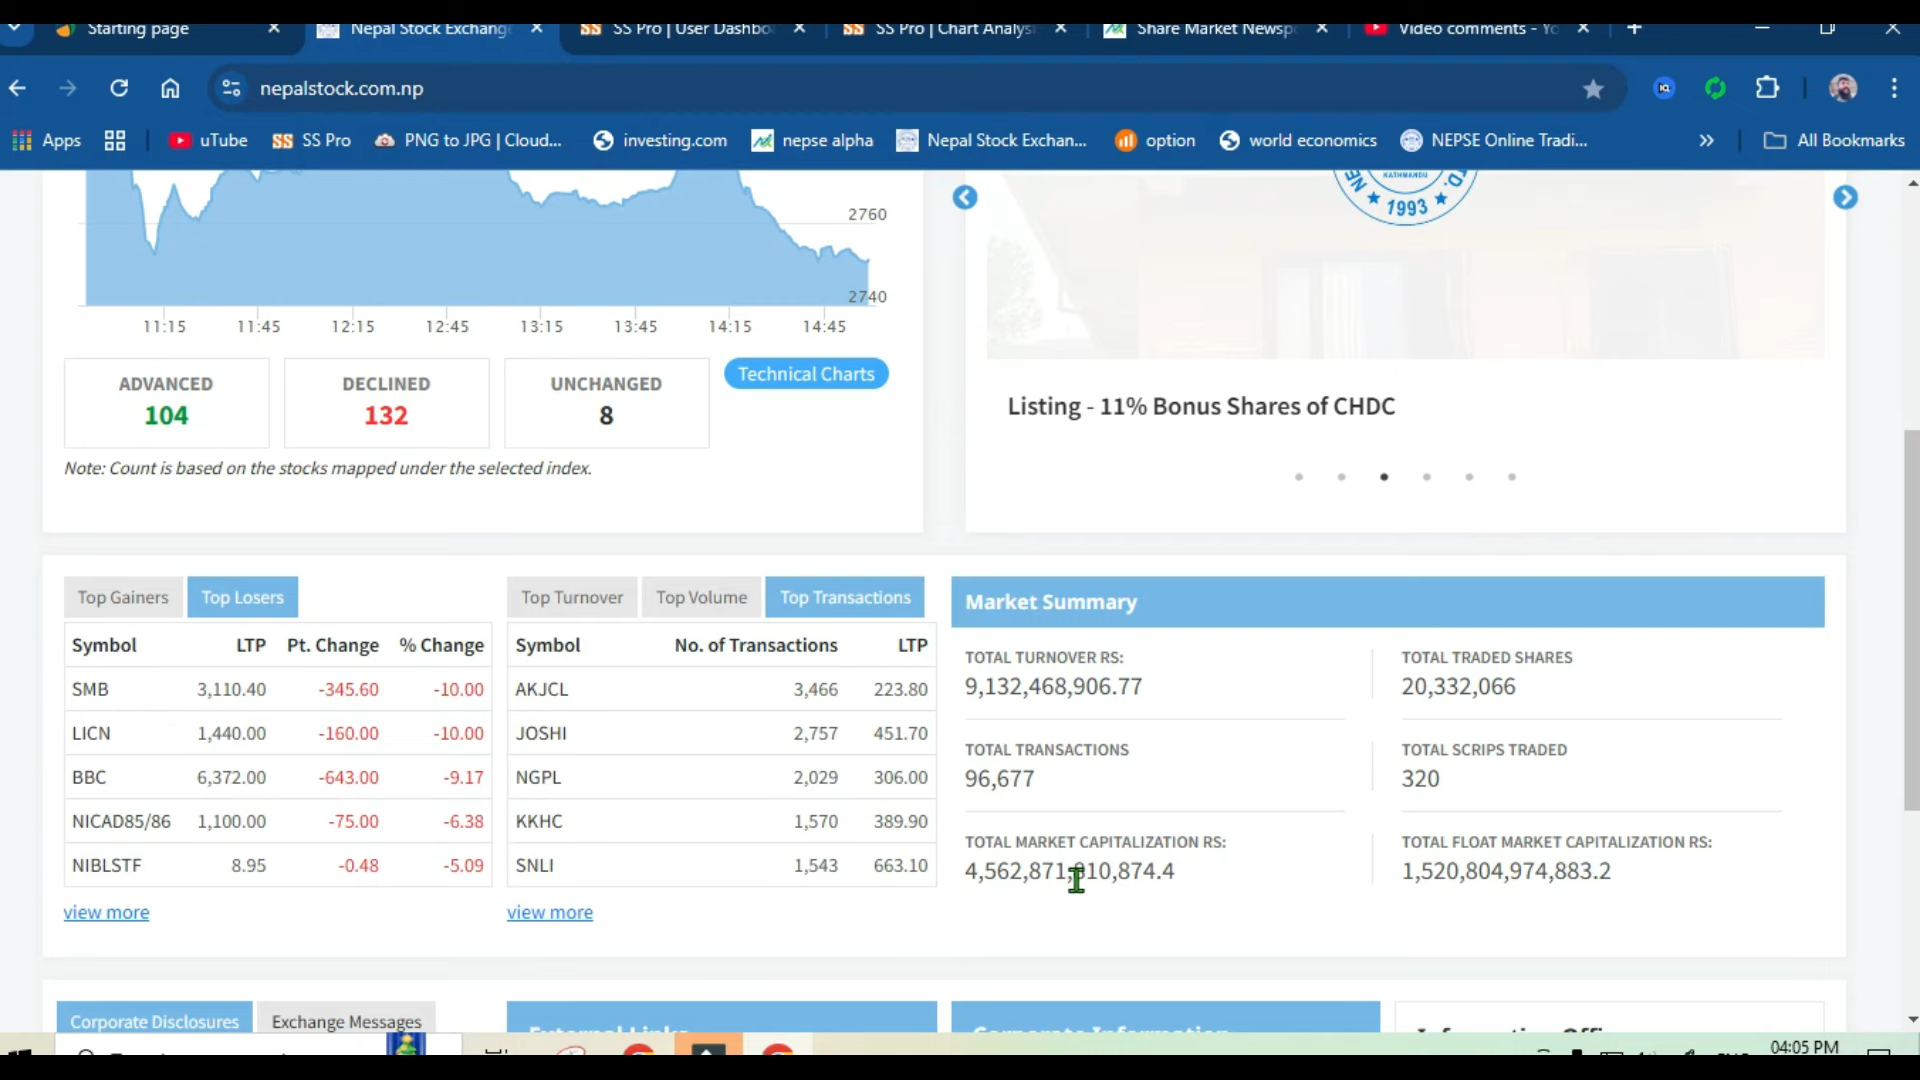 Starting page
Nepal Stock Exchang
SS Pro | User Dashbo
SS Pro | Chart Analys
Share Market Newsp
Video comments - Yo
nepalstock.com.np
Apps
uTube
SS Pro
PNG to JPG | Cloud...
investing.com
nepse alpha
Nepal Stock Exchan...
option
world economics
NEPSE Online Tradi...
All Bookmarks
2760
2740
11:15 11:45 12:15 12:45 13:15 13:45 14:15 14:45
KATHMANDU
1993
ADVANCED
104
DECLINED
132
UNCHANGED
8
Technical Charts
Note: Count is based on the stocks mapped under the selected index.
Listing - 11% Bonus Shares of CHDC
Top Gainers Top Losers
Symbol LTP Pt. Change % Change
SMB 3,110.40 -345.60 -10.00
LICN 1,440.00 -160.00 -10.00
BBC 6,372.00 -643.00 -9.17
NICAD85/86 1,100.00 -75.00 -6.38
NIBLSTF 8.95 -0.48 -5.09
view more
Top Turnover Top Volume Top Transactions
Symbol No. of Transactions LTP
AKJCL 3,466 223.80
JOSHI 2,757 451.70
NGPL 2,029 306.00
KKHC 1,570 389.90
SNLI 1,543 663.10
view more
Market Summary
TOTAL TURNOVER RS:
9,132,468,906.77
TOTAL TRADED SHARES
20,332,066
TOTAL TRANSACTIONS
96,677
TOTAL SCRIPS TRADED
320
TOTAL MARKET CAPITALIZATION RS:
TOTAL FLOAT MARKET CAPITALIZATION RS:
1,520,804,974,883.2
Corporate Disclosures Exchange Messages
External Links
Corporate Information
04:05 PM